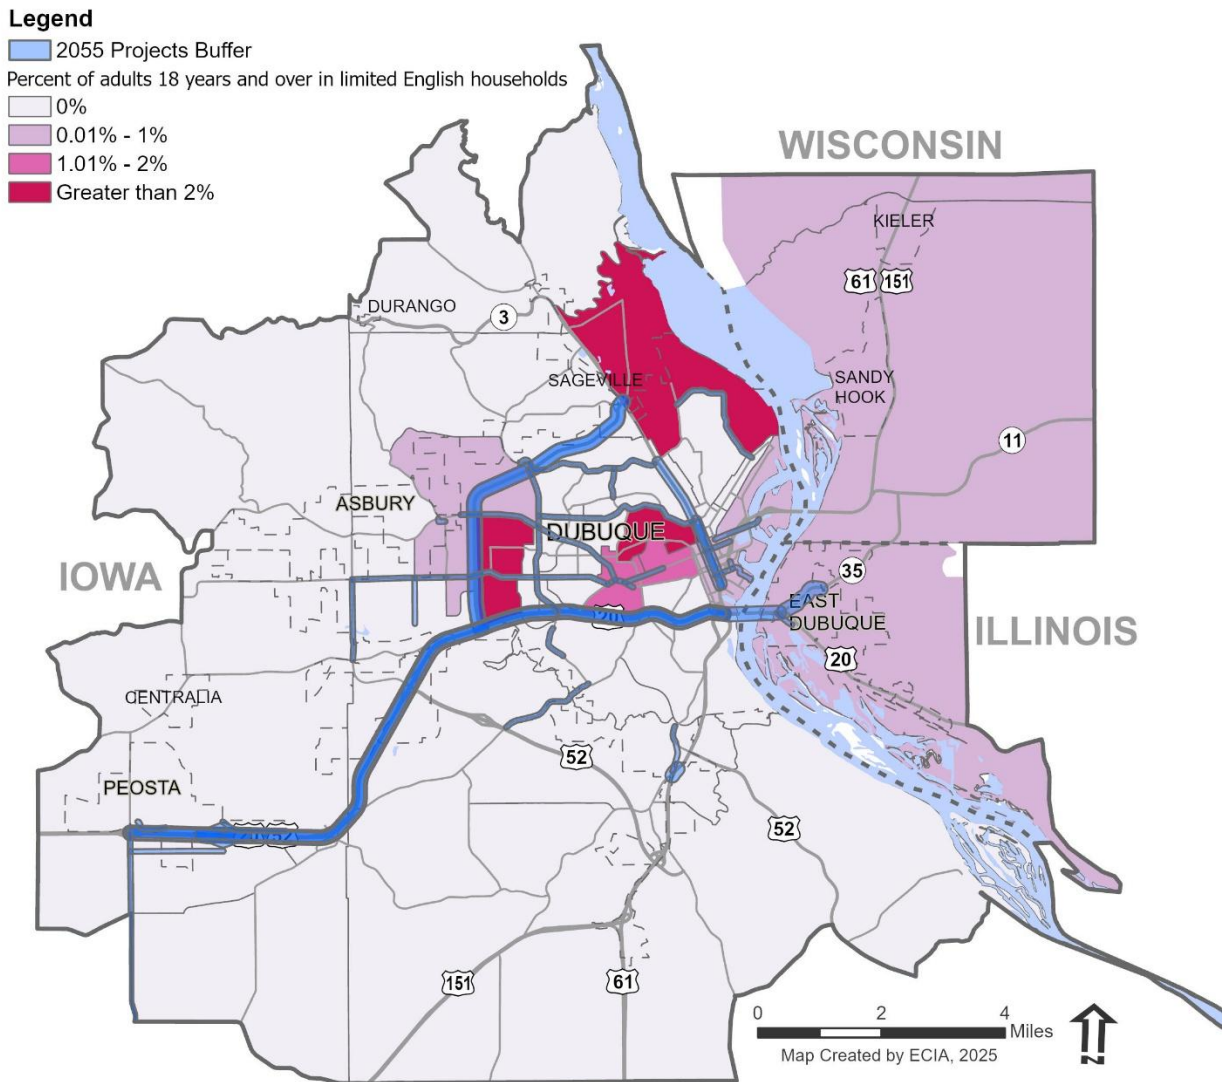 Legend
2055 Projects Buffer
Percent of adults 18 years and over in limited English households
0%
0.01% - 1%
1.01% - 2%
Greater than 2%
WISCONSIN
KIELER
61 151
DURANGO
3
SAGEVILLE
SANDY
HOOK
11
ASBURY
DUBUQUE
IOWA
35
20
EAST
DUBUQUE
ILLINOIS
20
CENTRALIA
52
PEOSTA
20 52
52
151
61
0 2 4
Miles
Map Created by ECIA, 2025
N